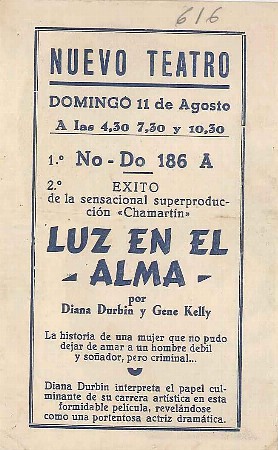 616
NUEVO TEATRO
DOMINGO 11 de Agosto
A las 4,30 7,30 y 10,30
1.º No-Do 186 A
2.º EXITO
de la sensacional superproduc-
ción «Chamartín»
LUZ EN EL
- ALMA -
por
Diana Durbin y Gene Kelly
La historia de una mujer que no pudo
dejar de amar a un hombre debil
y soñador, pero criminal...
Diana Durbin interpreta el papel cul-
minante de su carrera artística en esta
formidable película, revelándose
como una portentosa actriz dramática.